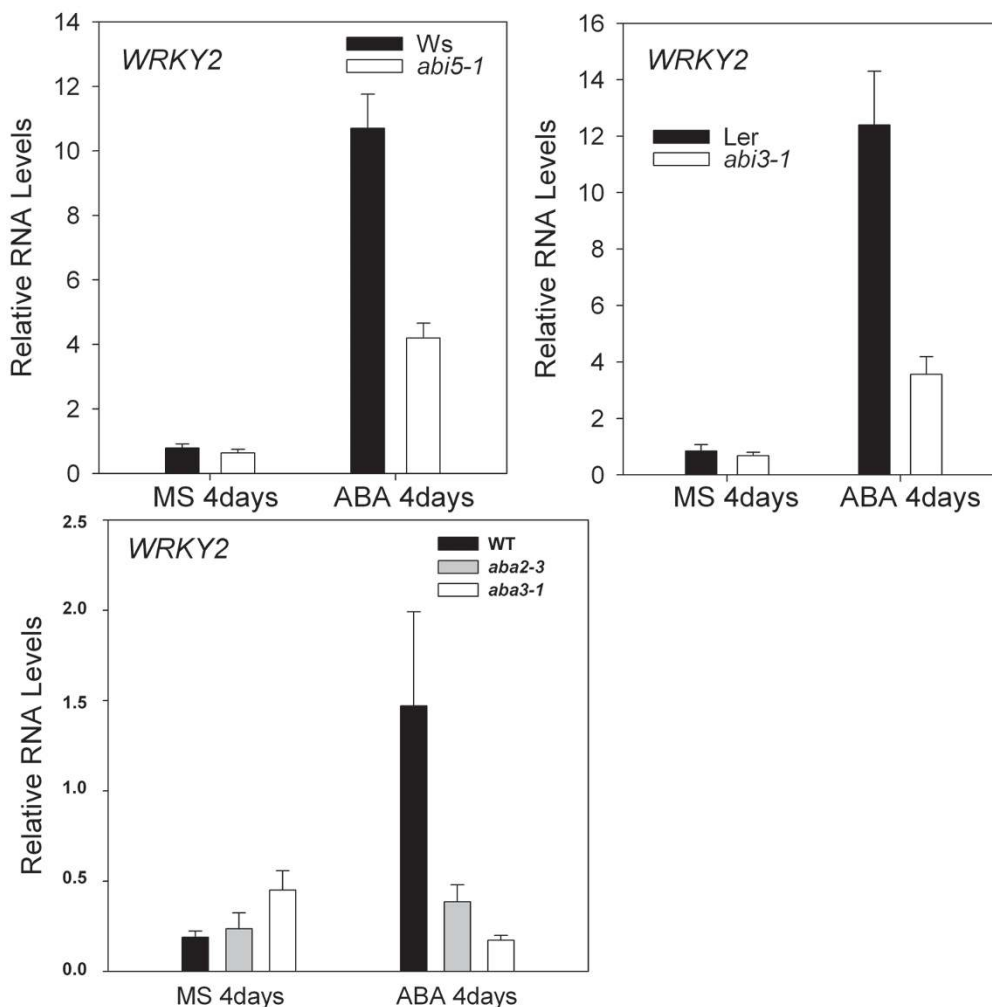 WRKY2
Ws
abi5-1
Relative RNA Levels
14
12
10
8
6
4
2
0
MS 4days ABA 4days
WRKY2
Ler
abi3-1
Relative RNA Levels
16
14
12
10
8
6
4
2
0
MS 4days ABA 4days
WRKY2
WT
aba2-3
aba3-1
Relative RNA Levels
2.5
2.0
1.5
1.0
0.5
0.0
MS 4days ABA 4days